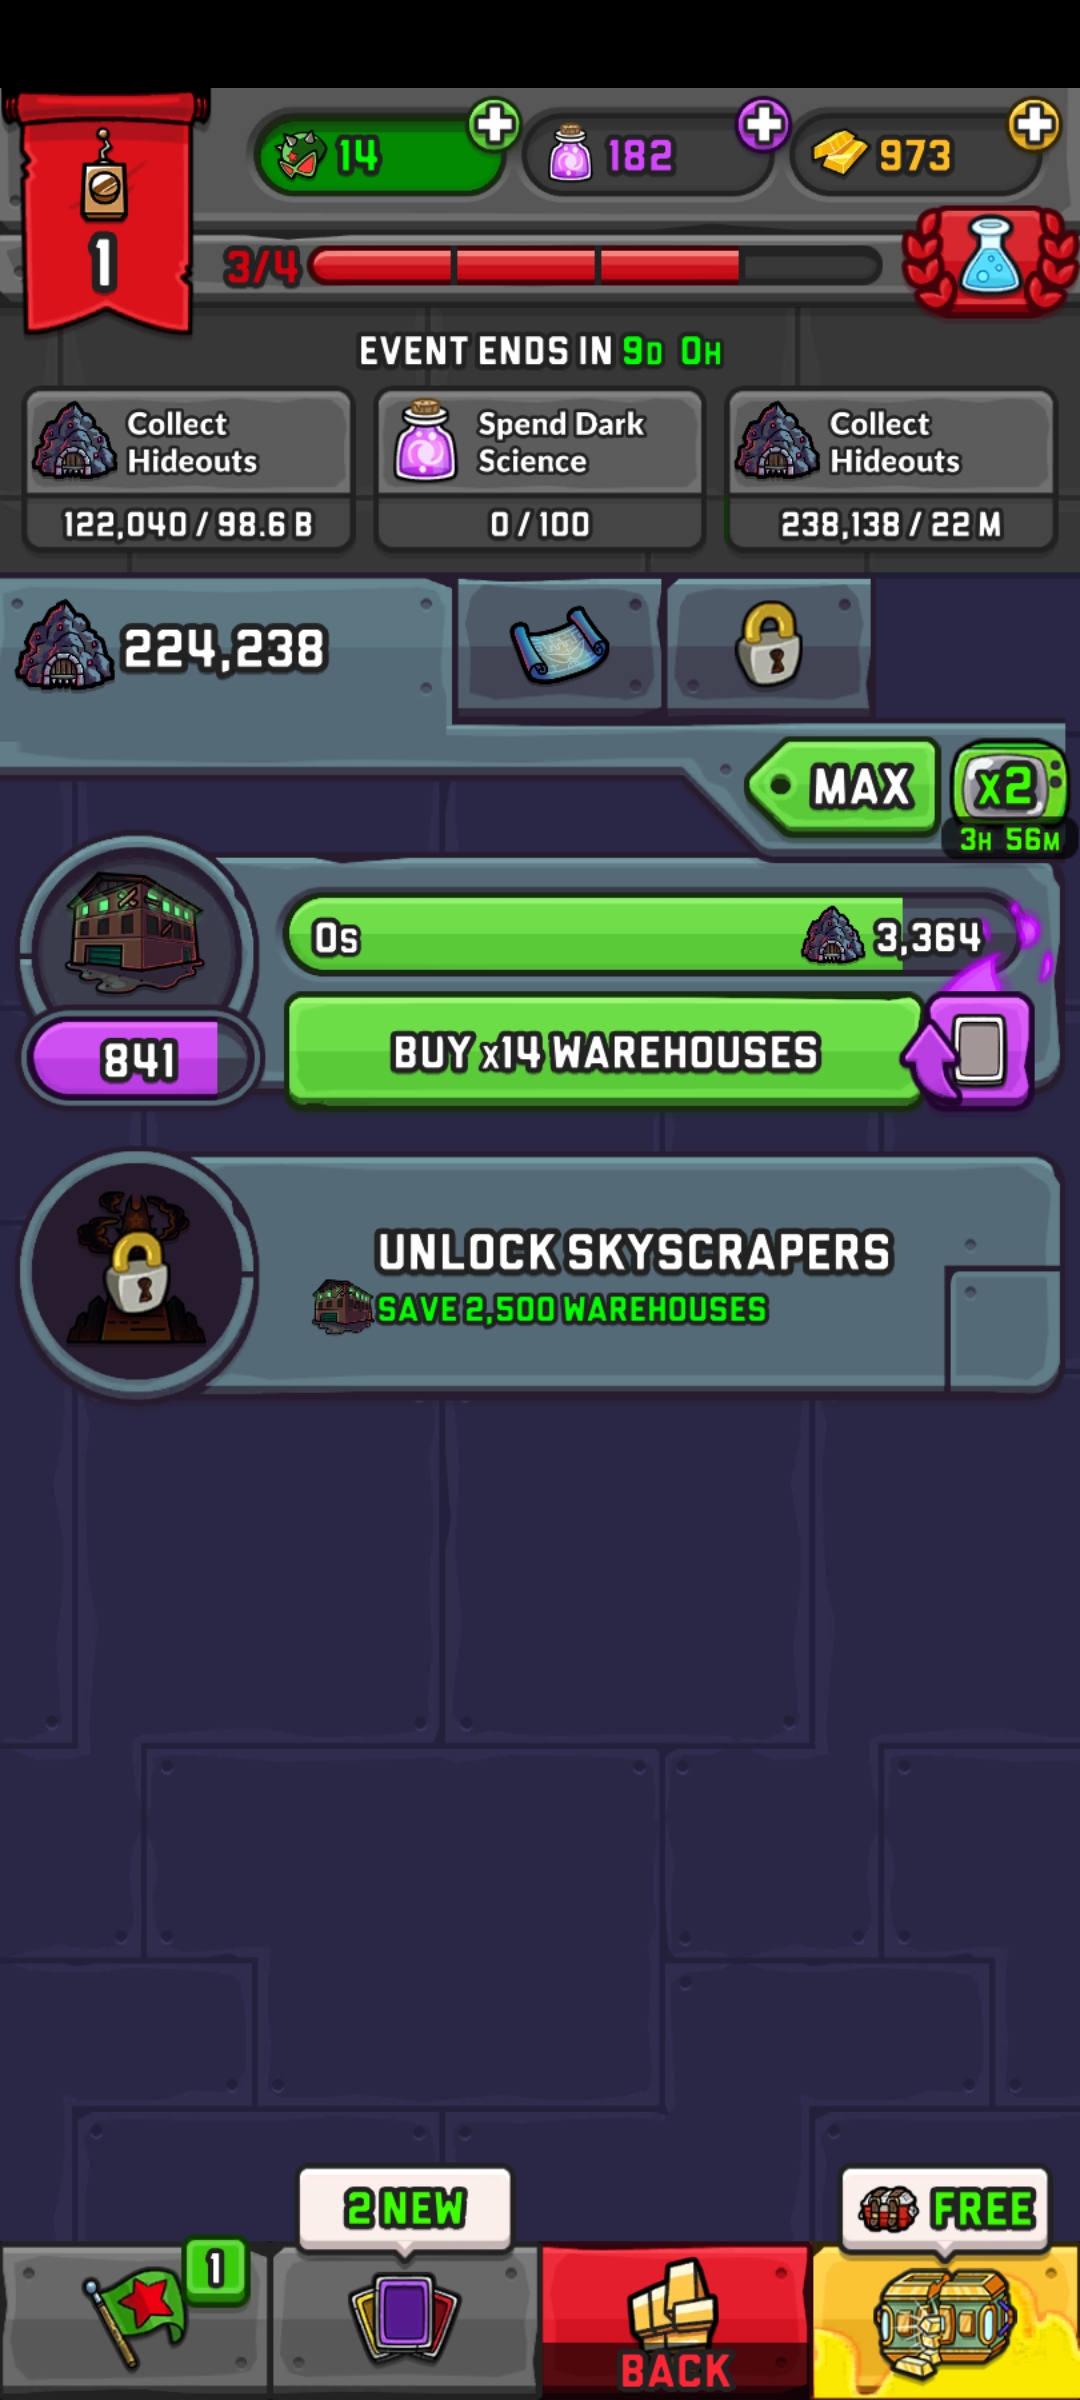 14
182
973
1
3/4
EVENT ENDS IN 9D 0H
Collect
Hideouts
122,040 / 98.6 B
Spend Dark
Science
0 / 100
Collect
Hideouts
238,138 / 22 M
224,238
MAX
x2
3H 56M
0s
3,364
841
BUY x14 WAREHOUSES
UNLOCK SKYSCRAPERS
SAVE 2,500 WAREHOUSES
2 NEW
FREE
1
BACK